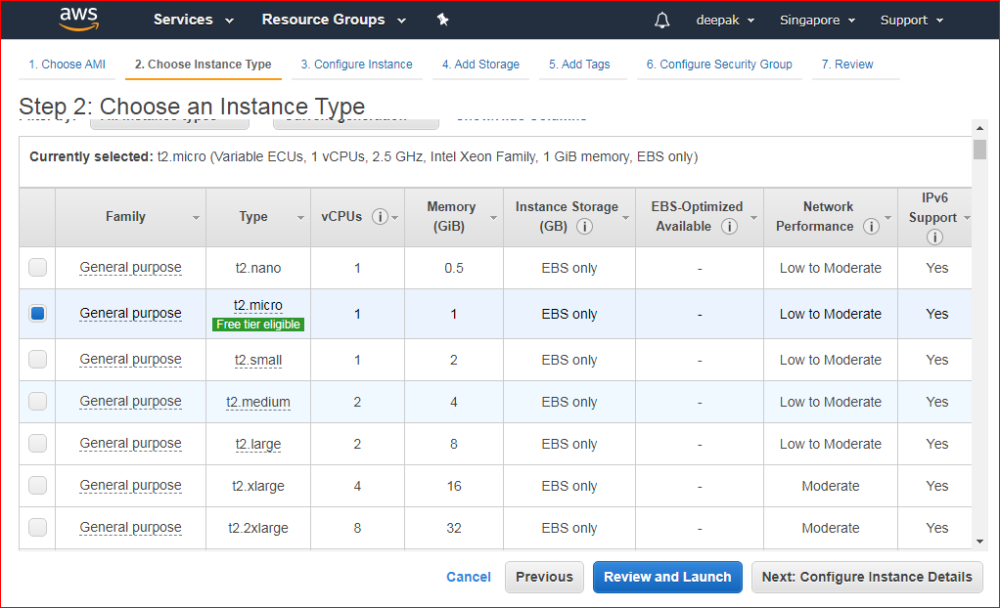 aws Services Resource Groups deepak Singapore Support
1. Choose AMI 2. Choose Instance Type 3. Configure Instance 4. Add Storage 5. Add Tags 6. Configure Security Group 7. Review
Step 2: Choose an Instance Type
Currently selected: t2.micro (Variable ECUs, 1 vCPUs, 2.5 GHz, Intel Xeon Family, 1 GiB memory, EBS only)
Family Type vCPUs i Memory (GiB) Instance Storage (GB) i EBS-Optimized Available i Network Performance i IPv6 Support i
General purpose t2.nano 1 0.5 EBS only - Low to Moderate Yes
General purpose t2.micro Free tier eligible 1 1 EBS only - Low to Moderate Yes
General purpose t2.small 1 2 EBS only - Low to Moderate Yes
General purpose t2.medium 2 4 EBS only - Low to Moderate Yes
General purpose t2.large 2 8 EBS only - Low to Moderate Yes
General purpose t2.xlarge 4 16 EBS only - Moderate Yes
General purpose t2.2xlarge 8 32 EBS only - Moderate Yes
Cancel Previous Review and Launch Next: Configure Instance Details